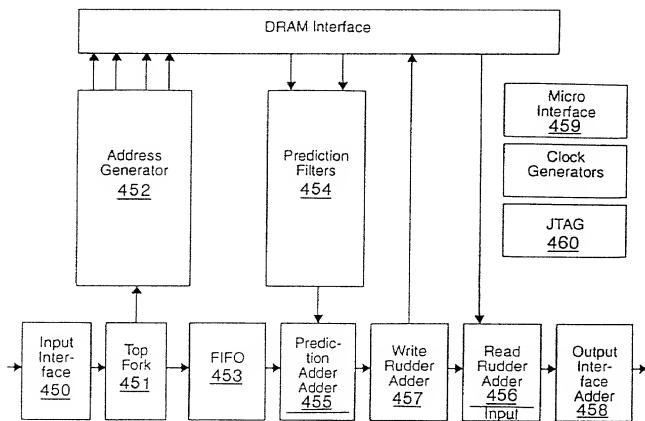 DRAM Interface
Address
Generator
452
Prediction
Filters
454
Micro
Interface
459
Clock
Generators
JTAG
460
Input
Inter-
face
450
Top
Fork
451
FIFO
453
Predic-
tion
Adder
Adder
455
Write
Rudder
Adder
457
Read
Rudder
Adder
456
Input
Output
Inter-
face
Adder
458